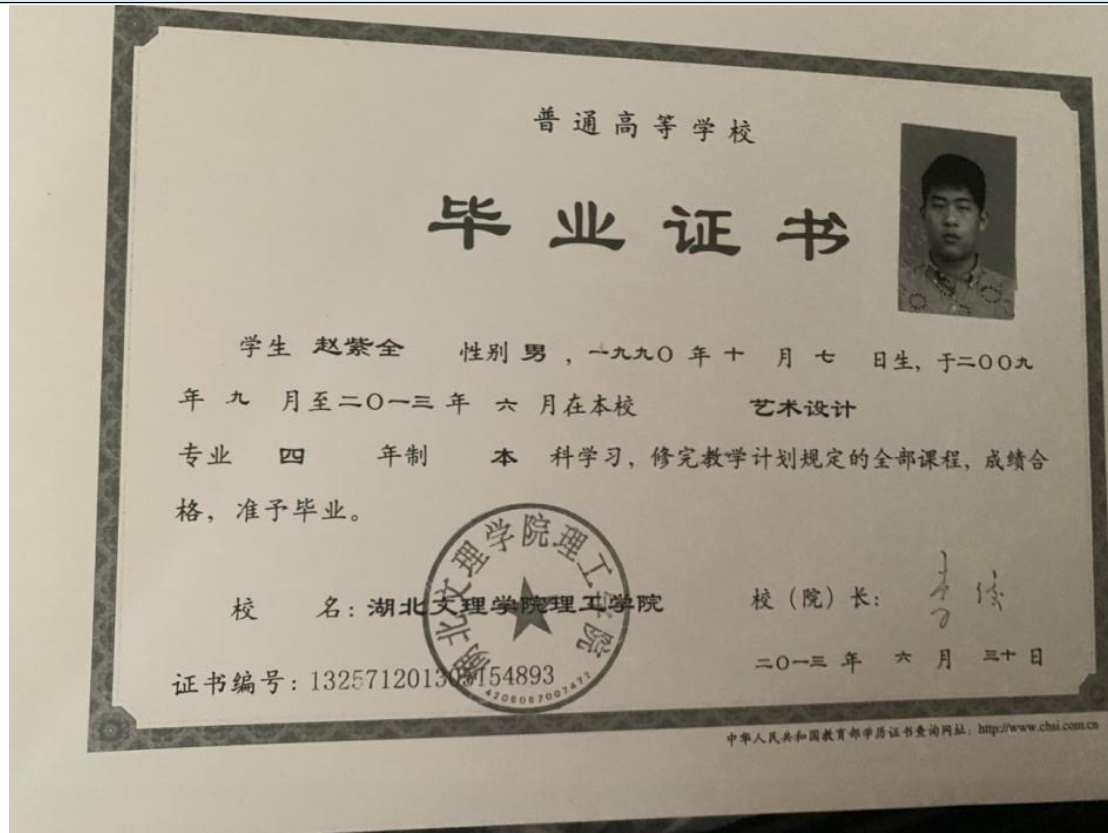 普通高等学校
毕业证书
学生 赵紫全 性别 男 ,一九九〇 年 十 月 七 日生, 于二〇〇九
年 九 月至二〇一三 年 六 月在本校 艺术设计
专业 四 年制 本 科学习, 修完教学计划规定的全部课程, 成绩合
格, 准予毕业。
湖北文理学院理工学院
校 名: 湖北文理学院理工学院 校 (院) 长:
二〇一三 年 六 月 三十 日
证书编号: 132571201305154893
4206067007472
中华人民共和国教育部学历证书查询网址: http://www.chsi.com.cn